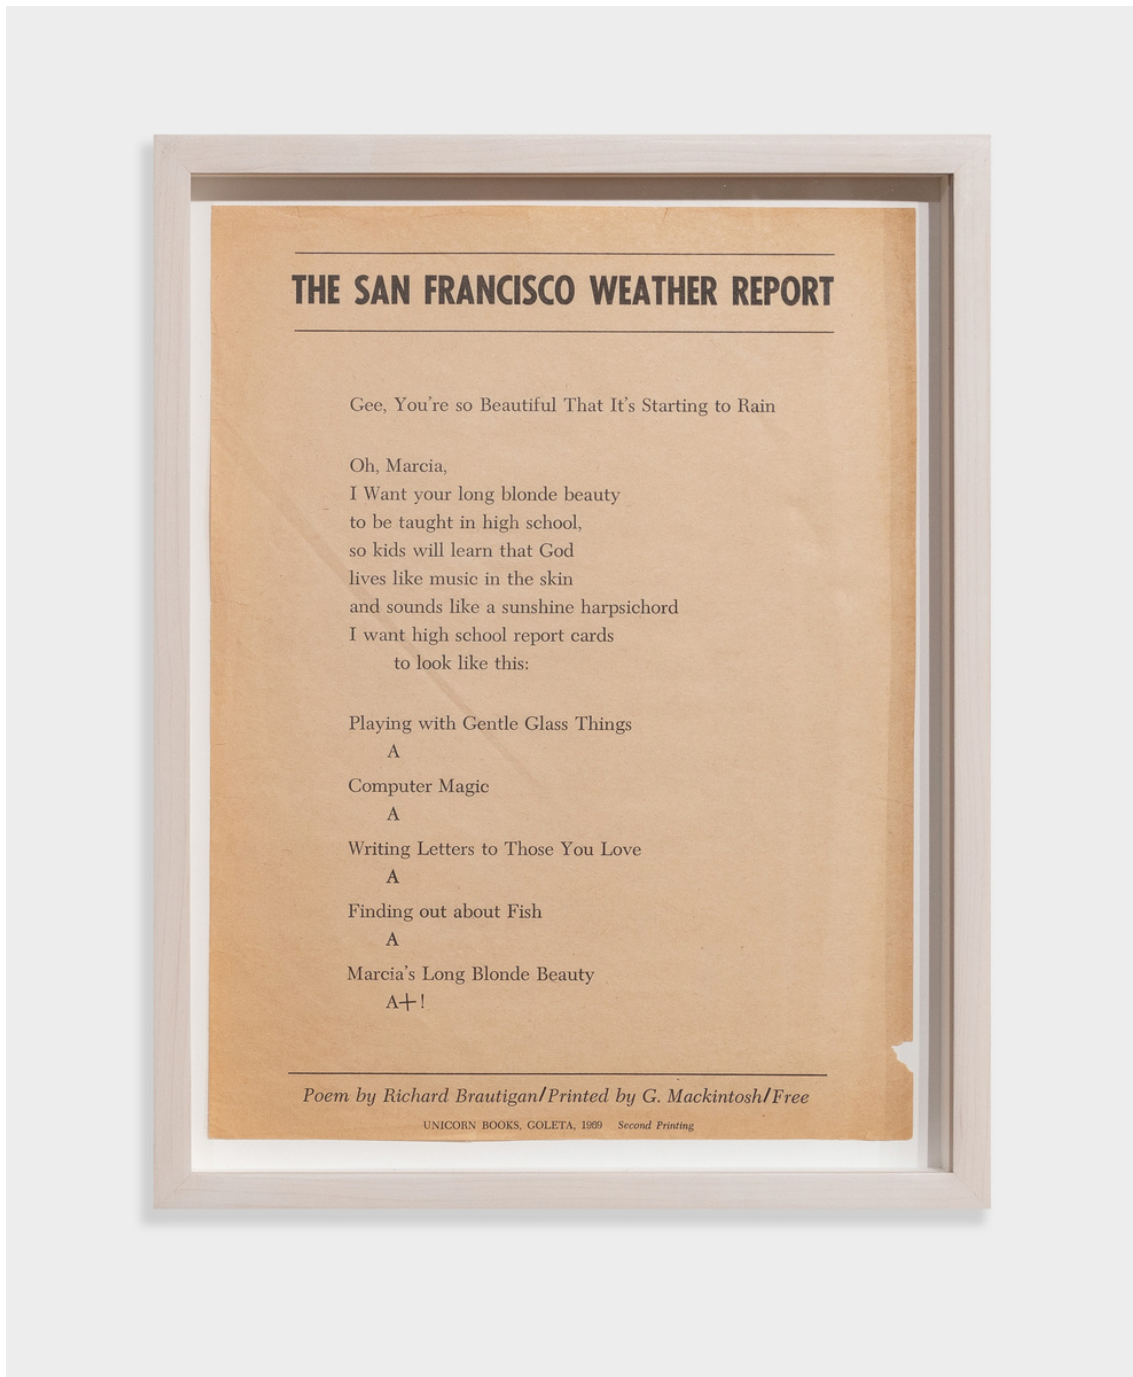 THE SAN FRANCISCO WEATHER REPORT
Gee, You're so Beautiful That It's Starting to Rain
Oh, Marcia,
I Want your long blonde beauty
to be taught in high school,
so kids will learn that God
lives like music in the skin
and sounds like a sunshine harpsichord
I want high school report cards
to look like this:
Playing with Gentle Glass Things
A
Computer Magic
A
Writing Letters to Those You Love
A
Finding out about Fish
A
Marcia's Long Blonde Beauty
A+!
Poem by Richard Brautigan/Printed by G. Mackintosh/Free
UNICORN BOOKS, GOLETA, 1969 Second Printing